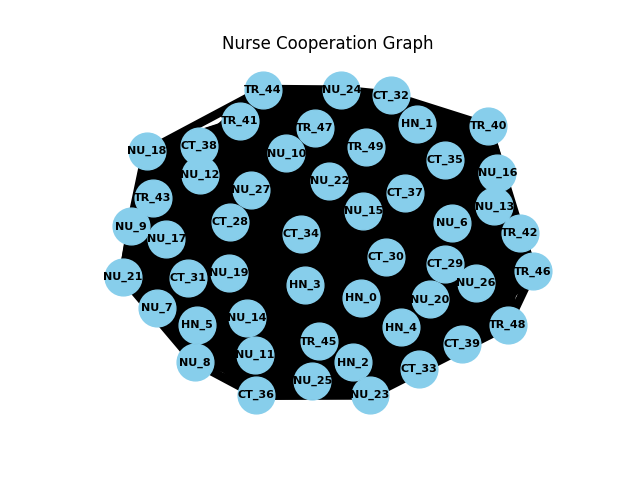 Nurse Cooperation Graph
TR_44
NU_24
CT_32
TR_41
HN_1
TR_40
TR_47
NU_18
CT_38
NU_10
TR_49
CT_35
NU_12
NU_16
NU_22
NU_27
CT_37
TR_43
NU_13
NU_15
NU_9
CT_28
NU_6
NU_17
CT_34
TR_42
CT_30
CT_29
NU_21
CT_31
NU_19
TR_46
HN_3
NU_26
HN_0
NU_20
NU_7
NU_14
HN_5
HN_4
TR_48
TR_45
CT_39
NU_8
NU_11
HN_2
CT_33
NU_25
CT_36
NU_23